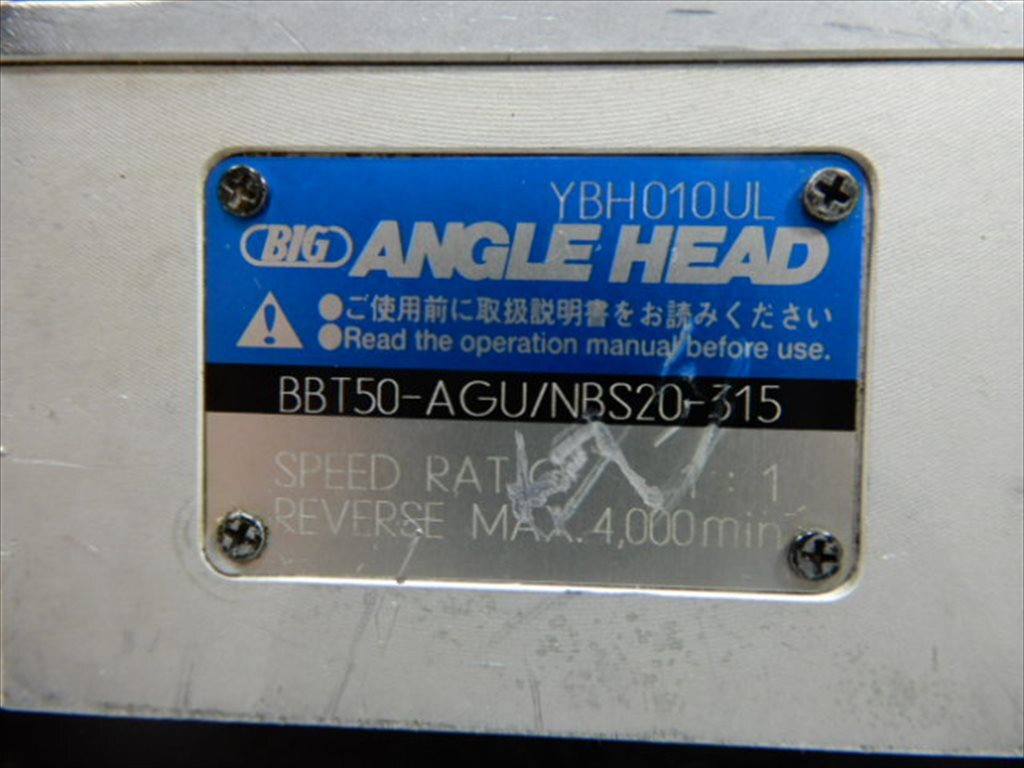 YBH010UL
BIG ANGLE HEAD
●ご使用前に取扱説明書をお読みください
●Read the operation manual before use.
BBT50-AGU/NBS20-315
SPEED RATIO 1 : 1
REVERSE MAX. 4,000min